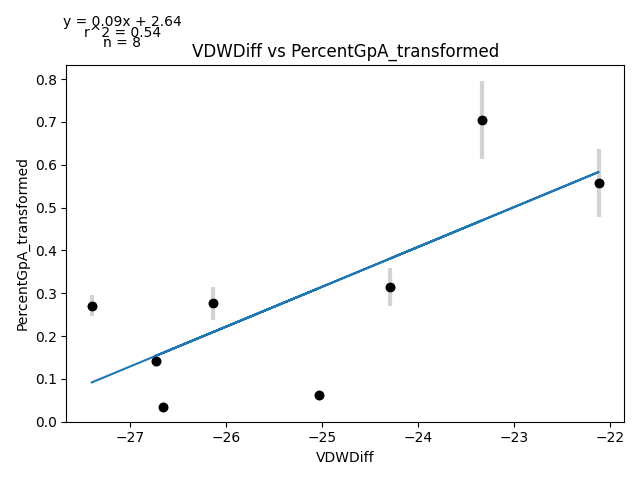 y = 0.09x + 2.64
r^2 = 0.54
n = 8
VDWDiff vs PercentGpA_transformed
PercentGpA_transformed
0.8
0.7
0.6
0.5
0.4
0.3
0.2
0.1
0.0
−27
−26
−25
−24
−23
−22
VDWDiff